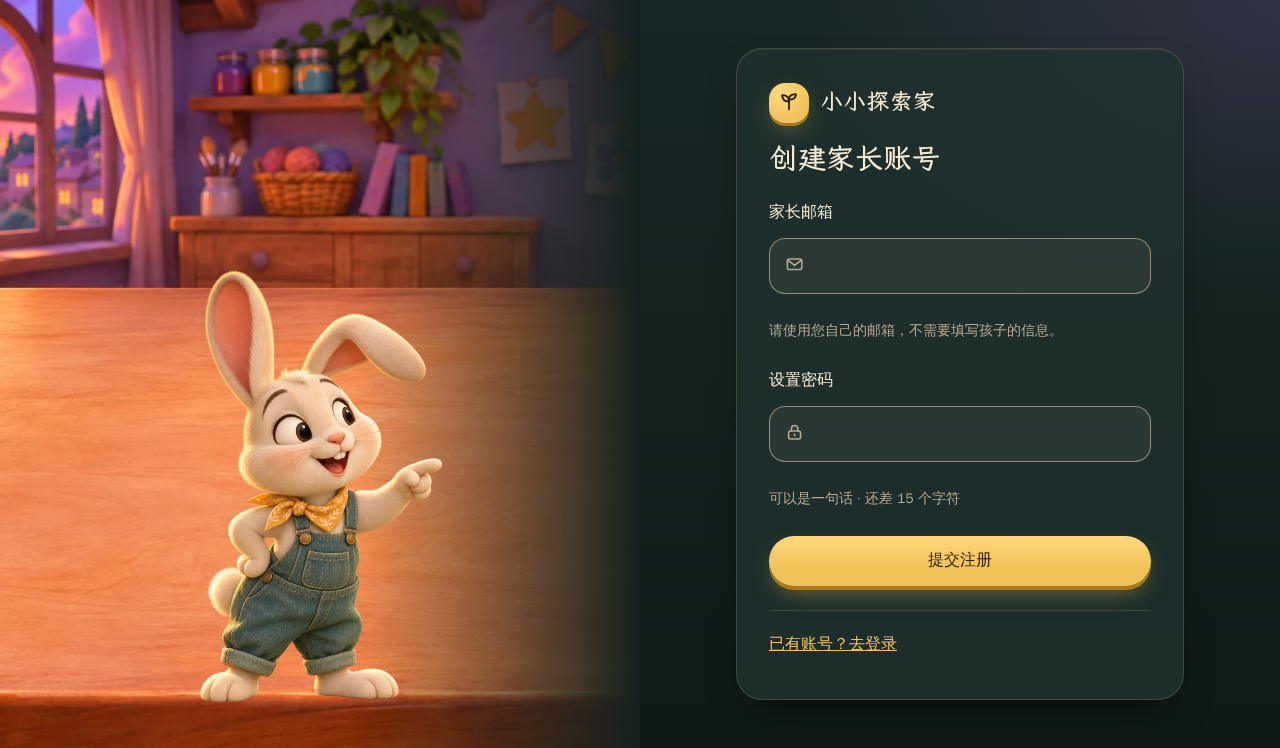 小小探索家
创建家长账号
家长邮箱
请使用您自己的邮箱，不需要填写孩子的信息。
设置密码
可以是一句话 · 还差 15 个字符
提交注册
已有账号？去登录